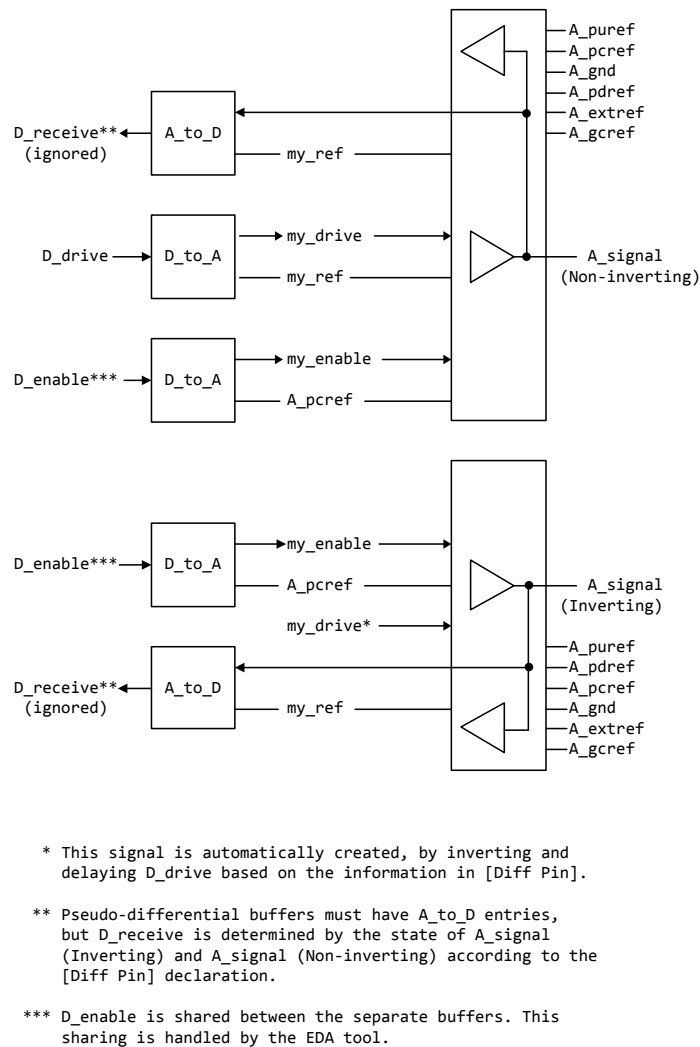 A_puref
A_pcref
A_gnd
A_pdref
A_extref
A_gcref
D_receive**
(ignored)
A_to_D
my_ref
D_drive
D_to_A
my_drive
my_ref
A_signal
(Non-inverting)
D_enable***
D_to_A
my_enable
A_pcref
D_enable***
D_to_A
my_enable
A_pcref
my_drive*
A_signal
(Inverting)
D_receive**
(ignored)
A_to_D
my_ref
A_puref
A_pdref
A_pcref
A_gnd
A_extref
A_gcref
* This signal is automatically created, by inverting and
delaying D_drive based on the information in [Diff Pin].
** Pseudo-differential buffers must have A_to_D entries,
but D_receive is determined by the state of A_signal
(Inverting) and A_signal (Non-inverting) according to the
[Diff Pin] declaration.
*** D_enable is shared between the separate buffers. This
sharing is handled by the EDA tool.